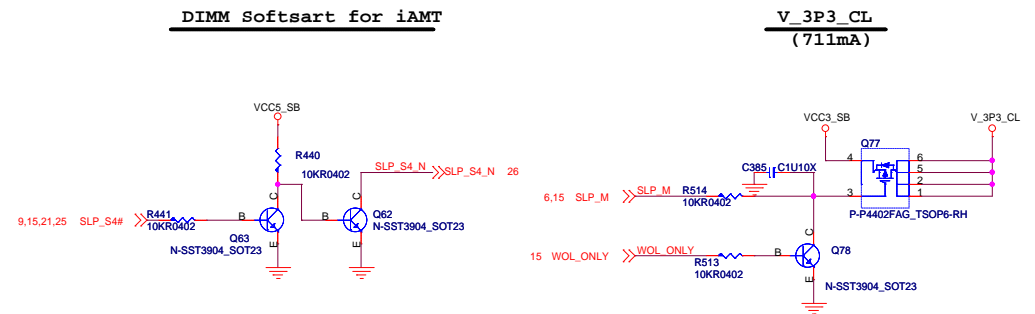 DIMM Softsart for iAMT
V_3P3_CL
(711mA)
VCC5_SB
R440
10KR0402
SLP_S4_N
SLP_S4_N 26
9,15,21,25 SLP_S4#
R441
10KR0402
B
C
E
Q63
N-SST3904_SOT23
B
C
E
Q62
N-SST3904_SOT23
VCC3_SB
V_3P3_CL
Q77
4
3
6
5
2
1
P-P4402FAG_TSOP6-RH
C385
C1U10X
6,15 SLP_M
SLP_M
R514
10KR0402
15 WOL_ONLY
WOL_ONLY
R513
10KR0402
B
C
E
Q78
N-SST3904_SOT23